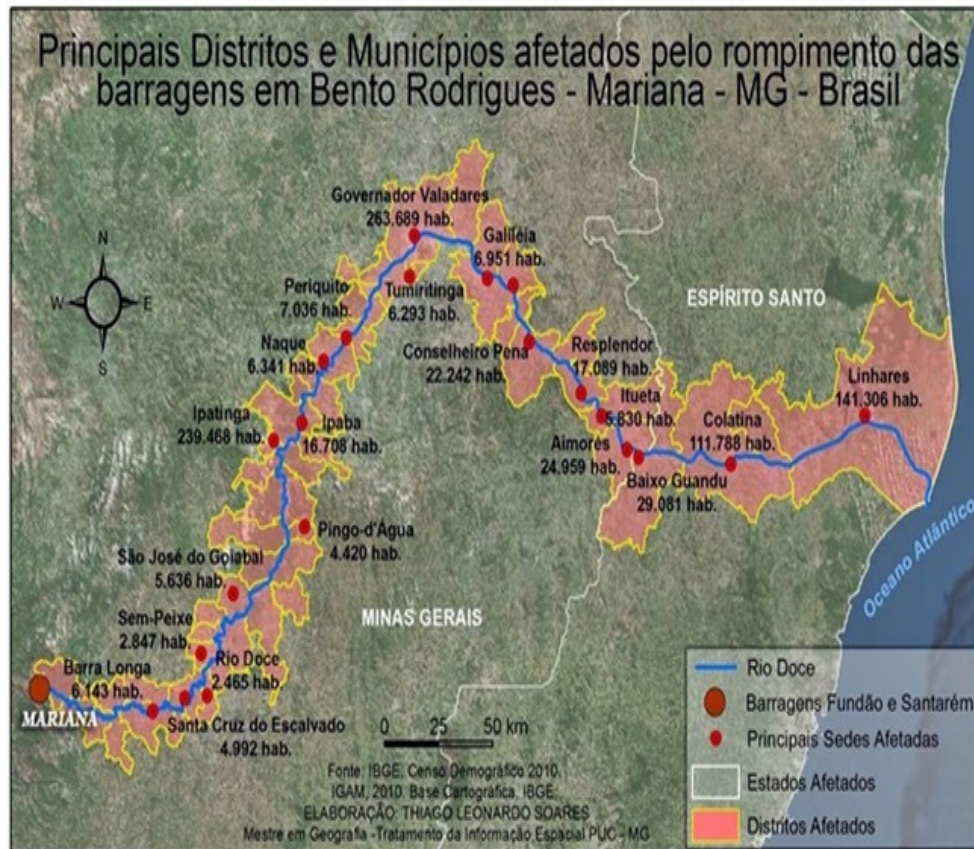 Principais Distritos e Municípios afetados pelo rompimento das
barragens em Bento Rodrigues - Mariana - MG - Brasil
Governador Valadares
263.689 hab.
Galiléia
6.951 hab.
N
W
E
S
Periquito
7.036 hab.
Tumiritinga
6.293 hab.
ESPÍRITO SANTO
Naque
6.341 hab.
Conselheiro Pena
22.242 hab.
Resplendor
17.089 hab.
Linhares
141.306 hab.
Itueta
5.830 hab.
Ipatinga
239.468 hab.
Ipaba
16.708 hab.
Colatina
111.788 hab.
Aimorés
24.959 hab.
Baixo Guandu
29.081 hab.
Pingo-d'Água
4.420 hab.
São José do Goiabal
5.636 hab.
Oceano Atlântico
Sem-Peixe
2.847 hab.
MINAS GERAIS
Barra Longa
6.143 hab.
Rio Doce
2.465 hab.
MARIANA
Santa Cruz do Escalvado
4.992 hab.
0 25 50 km
Fonte: IBGE, Censo Demográfico 2010,
IGAM, 2010. Base Cartográfica, IBGE
ELABORAÇÃO: THIAGO LEONARDO SOARES
Mestre em Geografia -Tratamento da Informação Espacial PUC - MG
Rio Doce
Barragens Fundão e Santarém
Principais Sedes Afetadas
Estados Afetados
Distritos Afetados